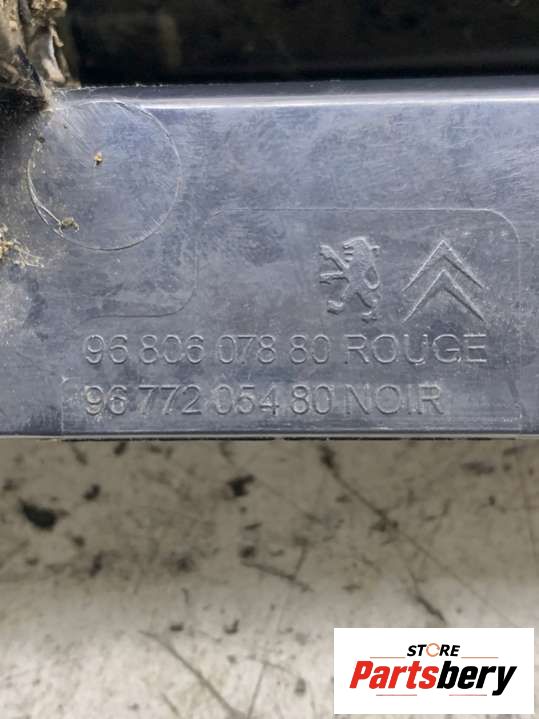 96 806 078 80 ROUGE
96 772 054 80 NOIR
STORE
Partsbery